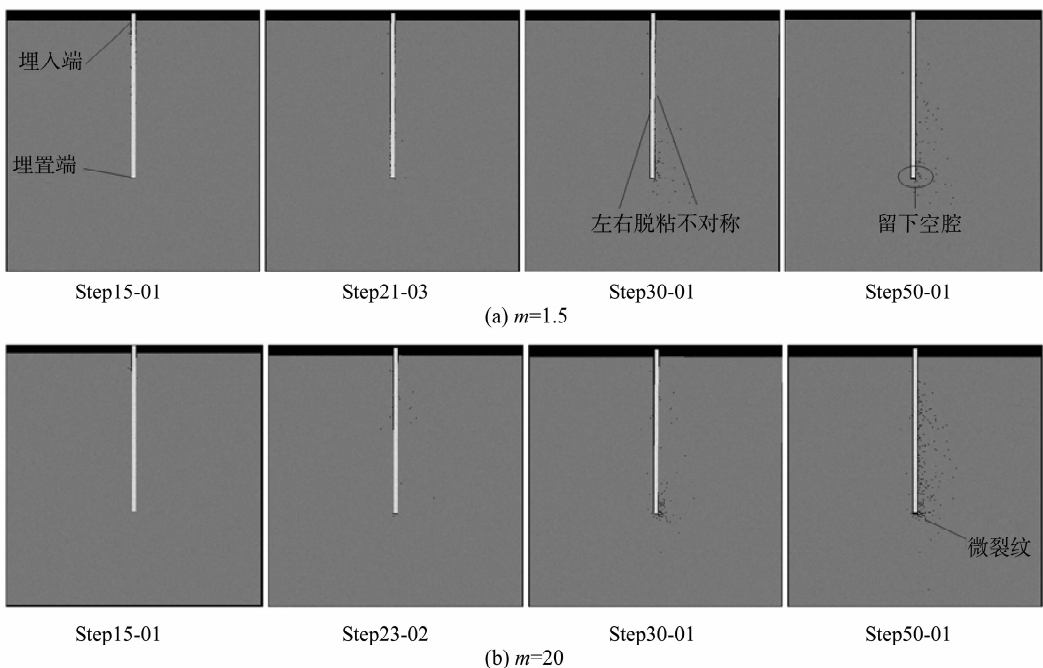 埋入端
埋置端
左右脱粘不对称
留下空腔
Step15-01 Step21-03 Step30-01 Step50-01
(a) m=1.5
微裂纹
Step15-01 Step23-02 Step30-01 Step50-01
(b) m=20